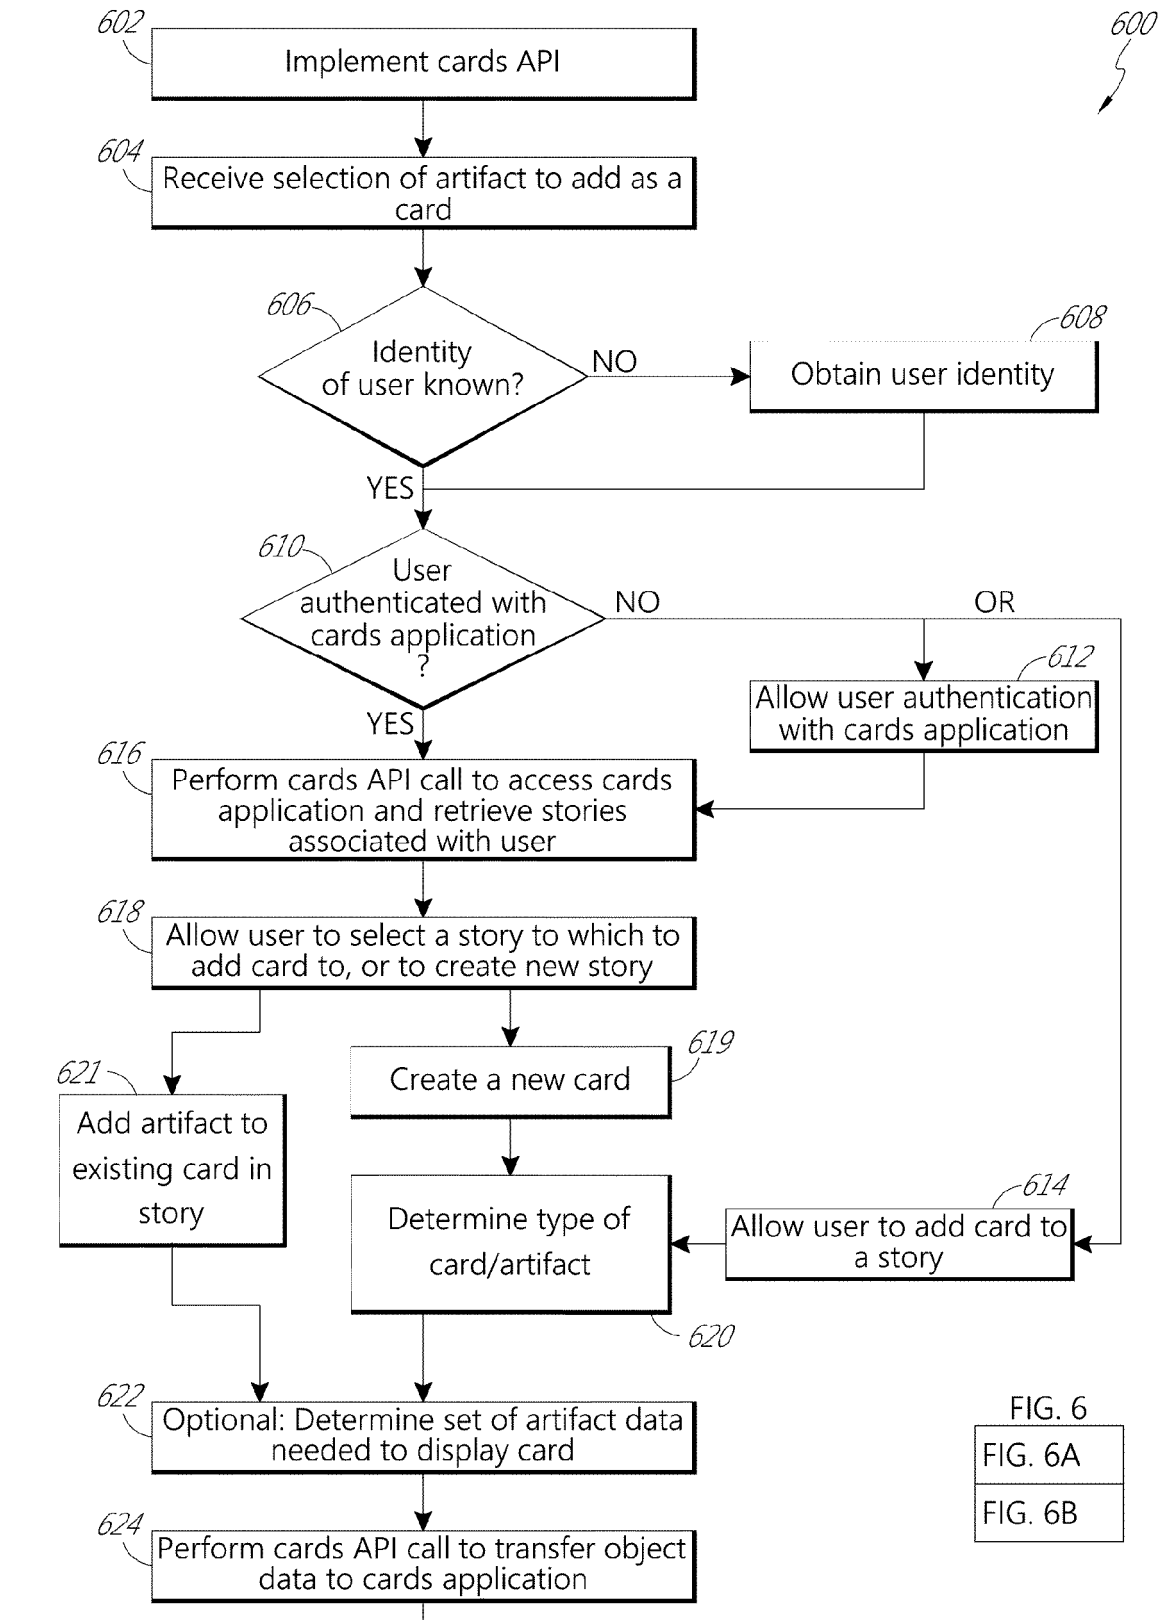 602
600
Implement cards API
604
Receive selection of artifact to add as a
card
606
608
Identity
of user known?
NO
Obtain user identity
YES
610
User
authenticated with
cards application
?
NO
OR
612
Allow user authentication
with cards application
YES
616
Perform cards API call to access cards
application and retrieve stories
associated with user
618
Allow user to select a story to which to
add card to, or to create new story
619
Create a new card
621
Add artifact to
existing card in
story
Determine type of
card/artifact
614
Allow user to add card to
a story
620
622
Optional: Determine set of artifact data
needed to display card
FIG. 6
FIG. 6A
FIG. 6B
624
Perform cards API call to transfer object
data to cards application